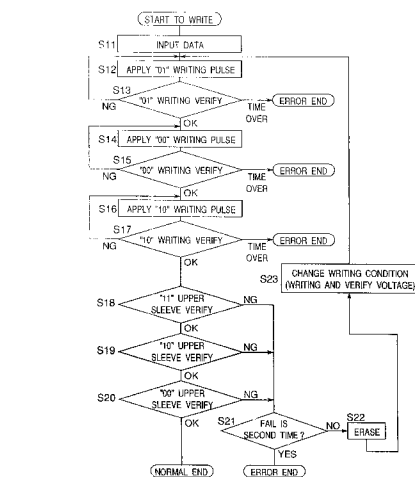 START TO WRITE
S11
INPUT DATA
S12
APPLY "01" WRITING PULSE
S13
"01" WRITING VERIFY
NG
TIME
OVER
ERROR END
OK
S14
APPLY "00" WRITING PULSE
S15
"00" WRITING VERIFY
NG
TIME
OVER
ERROR END
OK
S16
APPLY "10" WRITING PULSE
S17
"10" WRITING VERIFY
NG
TIME
OVER
ERROR END
OK
S23
CHANGE WRITING CONDITION
(WRITING AND VERIFY VOLTAGE)
S18
"11" UPPER
SLEEVE VERIFY
NG
OK
S19
"10" UPPER
SLEEVE VERIFY
NG
OK
S20
"00" UPPER
SLEEVE VERIFY
NG
OK
S21
FAIL IS
SECOND TIME?
NO
S22
ERASE
YES
NORMAL END
ERROR END